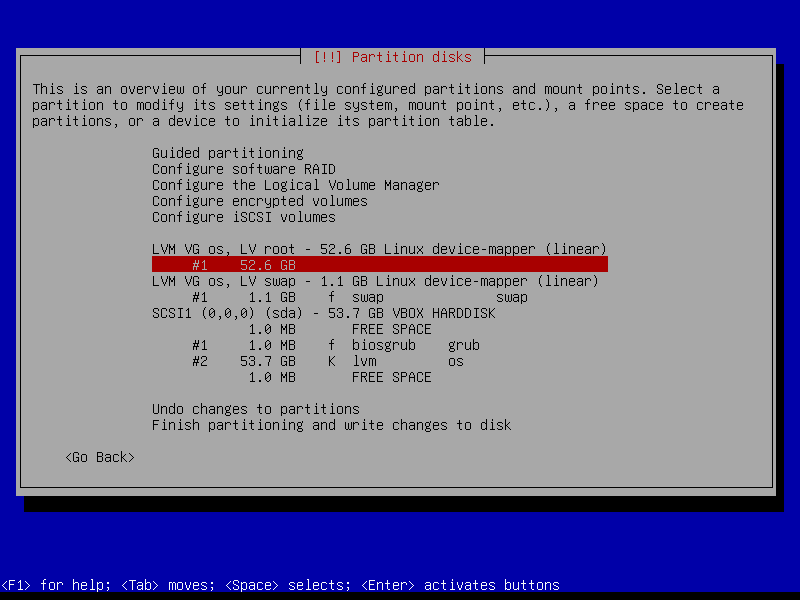 [!!] Partition disks
This is an overview of your currently configured partitions and mount points. Select a
partition to modify its settings (file system, mount point, etc.), a free space to create
partitions, or a device to initialize its partition table.
Guided partitioning
Configure software RAID
Configure the Logical Volume Manager
Configure encrypted volumes
Configure iSCSI volumes
LVM VG os, LV root - 52.6 GB Linux device-mapper (linear)
#1 52.6 GB
LVM VG os, LV swap - 1.1 GB Linux device-mapper (linear)
#1 1.1 GB f swap swap
SCSI1 (0,0,0) (sda) - 53.7 GB VBOX HARDDISK
1.0 MB FREE SPACE
#1 1.0 MB f biosgrub grub
#2 53.7 GB K lvm os
1.0 MB FREE SPACE
Undo changes to partitions
Finish partitioning and write changes to disk
<Go Back>
<F1> for help; <Tab> moves; <Space> selects; <Enter> activates buttons